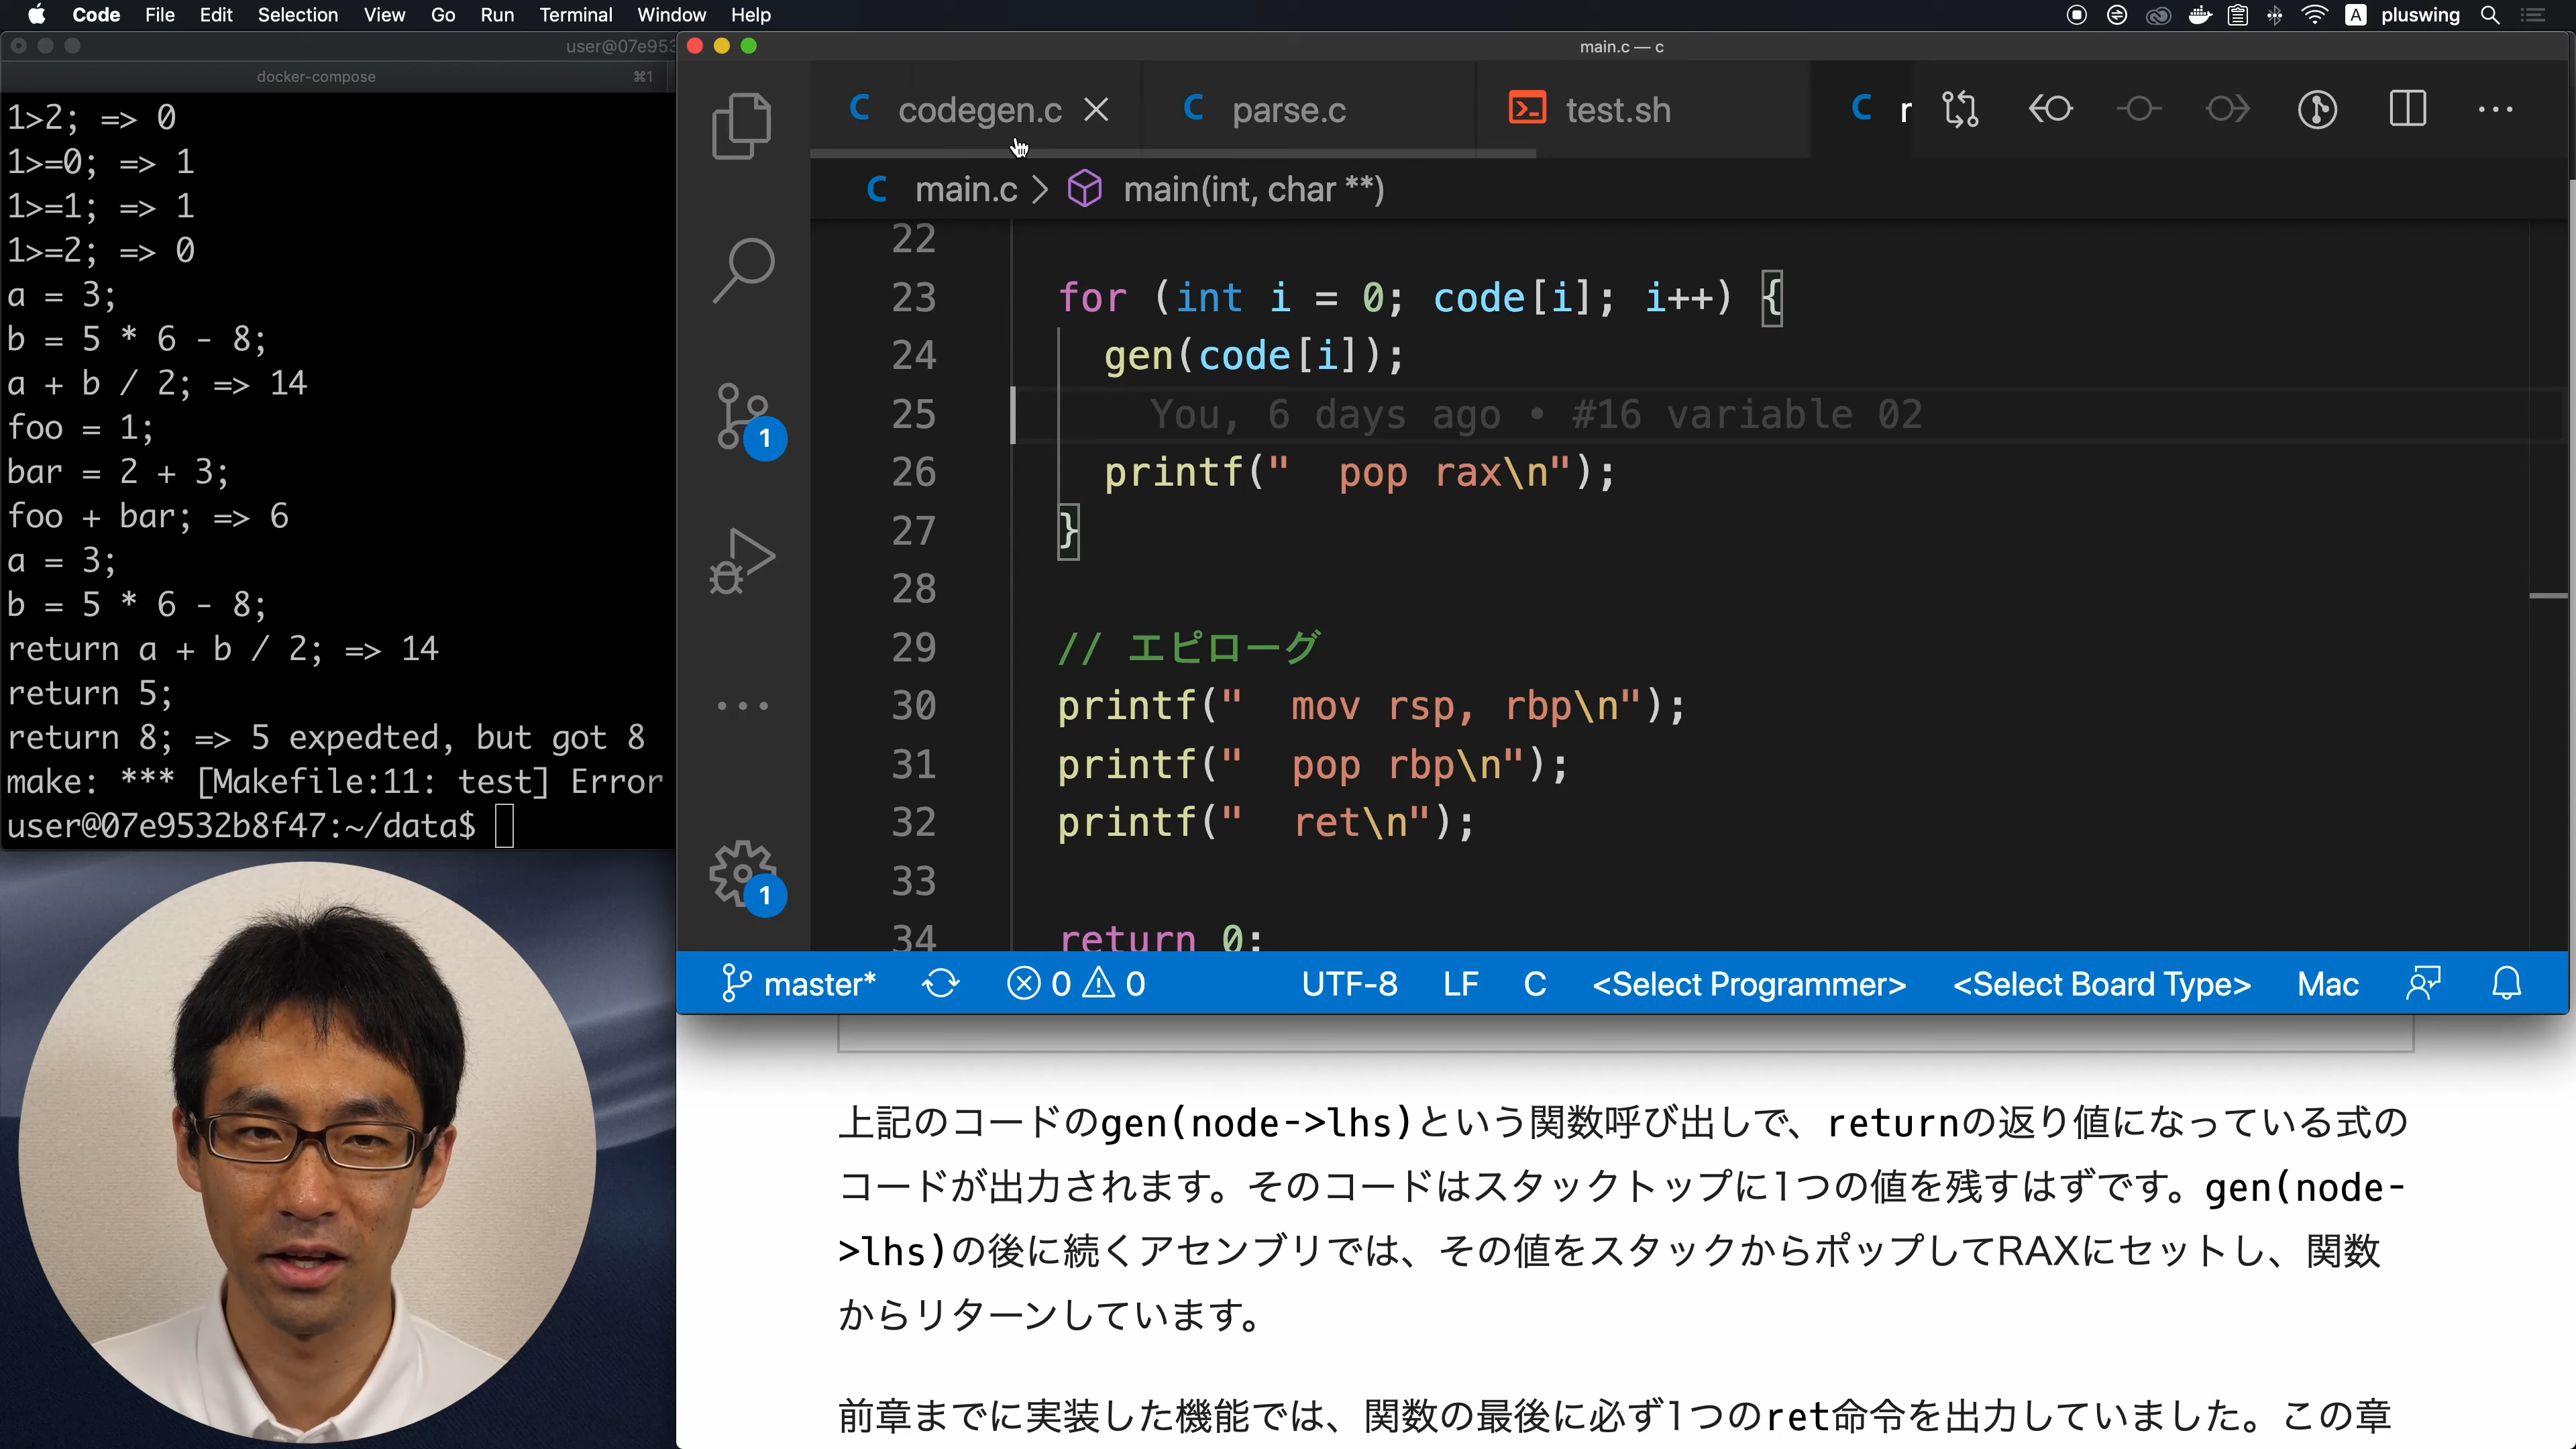 Code File Edit Selection View Go Run Terminal Window Help A pluswing
user@07e953
docker-compose ⌘1
1>2; => 0
1>=0; => 1
1>=1; => 1
1>=2; => 0
a = 3;
b = 5 * 6 - 8;
a + b / 2; => 14
foo = 1;
bar = 2 + 3;
foo + bar; => 6
a = 3;
b = 5 * 6 - 8;
return a + b / 2; => 14
return 5;
return 8; => 5 expedted, but got 8
make: *** [Makefile:11: test] Error
user@07e9532b8f47:~/data$
main.c — c
C codegen.c C parse.c test.sh C
C main.c > main(int, char **)
22
23 for (int i = 0; code[i]; i++) {
24 gen(code[i]);
25 You, 6 days ago • #16 variable 02
26 printf("  pop rax\n");
27 }
28
29 // エピローグ
30 printf("  mov rsp, rbp\n");
31 printf("  pop rbp\n");
32 printf("  ret\n");
33
34 return 0;
1
1
master* 0 0 UTF-8 LF C <Select Programmer> <Select Board Type> Mac
上記のコードのgen(node->lhs)という関数呼び出しで、returnの返り値になっている式の
コードが出力されます。そのコードはスタックトップに1つの値を残すはずです。gen(node-
>lhs)の後に続くアセンブリでは、その値をスタックからポップしてRAXにセットし、関数
からリターンしています。
前章までに実装した機能では、関数の最後に必ず1つのret命令を出力していました。この章